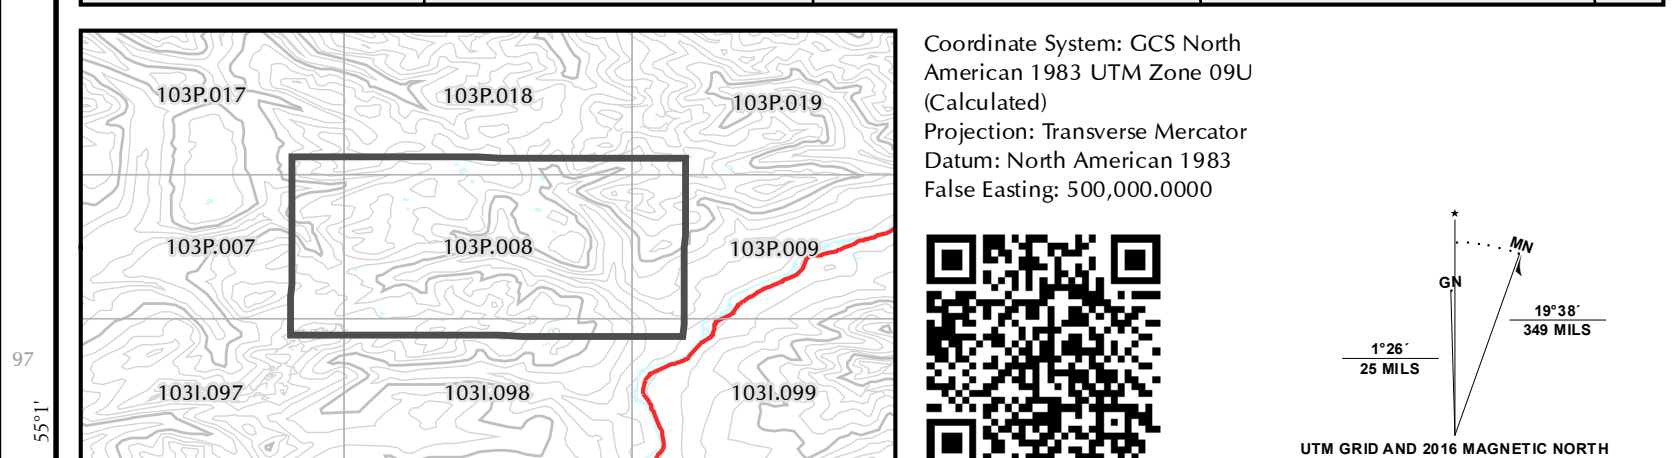 103P.017
103P.018
103P.019
103P.007
103P.008
103P.009
103I.097
103I.098
103I.099
97
55°1'
Coordinate System: GCS North
American 1983 UTM Zone 09U
(Calculated)
Projection: Transverse Mercator
Datum: North American 1983
False Easting: 500,000.0000
MN
GN
19°38´
349 MILS
1°26´
25 MILS
UTM GRID AND 2016 MAGNETIC NORTH